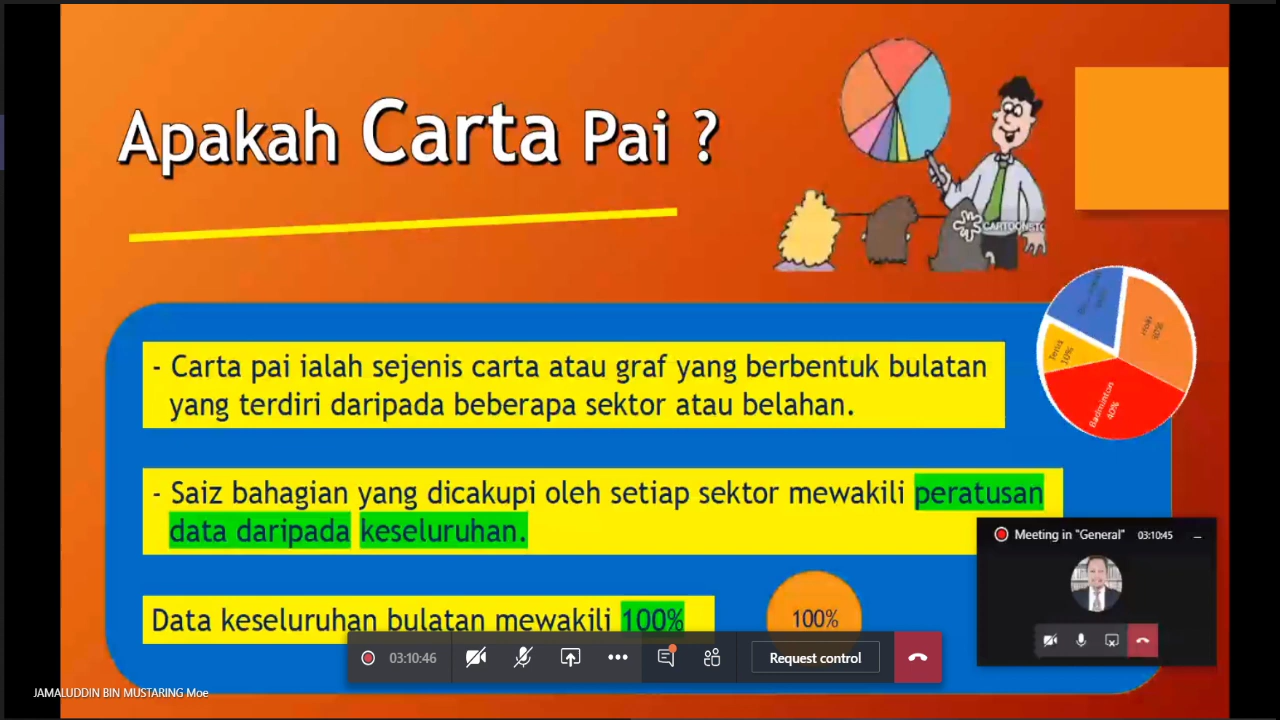 Apakah Carta Pai ?
CARTOONSTO
- Carta pai ialah sejenis carta atau graf yang berbentuk bulatan
yang terdiri daripada beberapa sektor atau belahan.
Tenis
10%
Badminton
40%
- Saiz bahagian yang dicakupi oleh setiap sektor mewakili peratusan
data daripada keseluruhan.
Meeting in "General" 03:10:45
Data keseluruhan bulatan mewakili 100%
100%
03:10:46
Request control
JAMALUDDIN BIN MUSTARING Moe